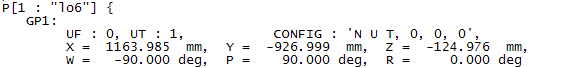 P[1 : "lo6"] {
   GP1:
        UF : 0, UT : 1,            CONFIG : 'N U T, 0, 0, 0',
        X =  1163.985  mm,  Y =  -926.999  mm,  Z =  -124.976  mm,
        W =   -90.000 deg,  P =    90.000 deg,  R =     0.000 deg